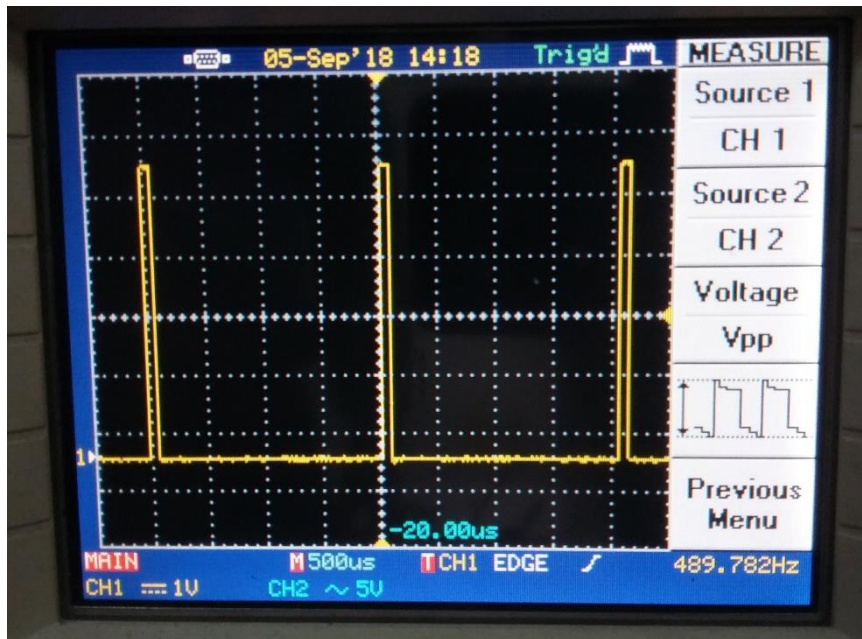 05-Sep'18 14:18 Trig'd MEASURE
Source 1
CH 1
Source 2
CH 2
Voltage
Vpp
1
Previous
Menu
-20.00us
MAIN M 500us T CH1 EDGE 489.782Hz
CH1 1V CH2 ~ 5V